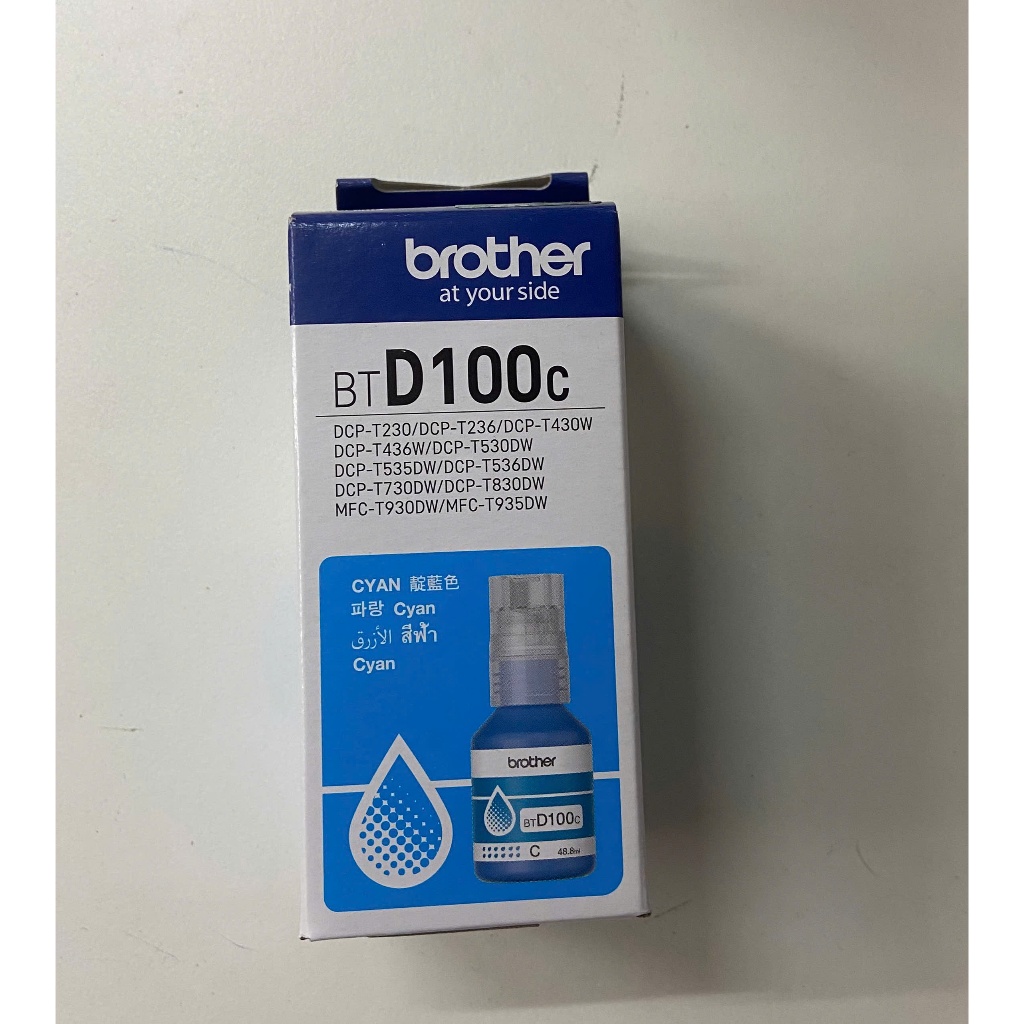 brother
at your side
BTD100C
DCP-T230/DCP-T236/DCP-T430W
DCP-T436W/DCP-T530DW
DCP-T535DW/DCP-T536DW
DCP-T730DW/DCP-T830DW
MFC-T930DW/MFC-T935DW
CYAN 靛藍色
파랑 Cyan
الأزرق สีฟ้า
Cyan
brother
BTD100C
C 48.8ml